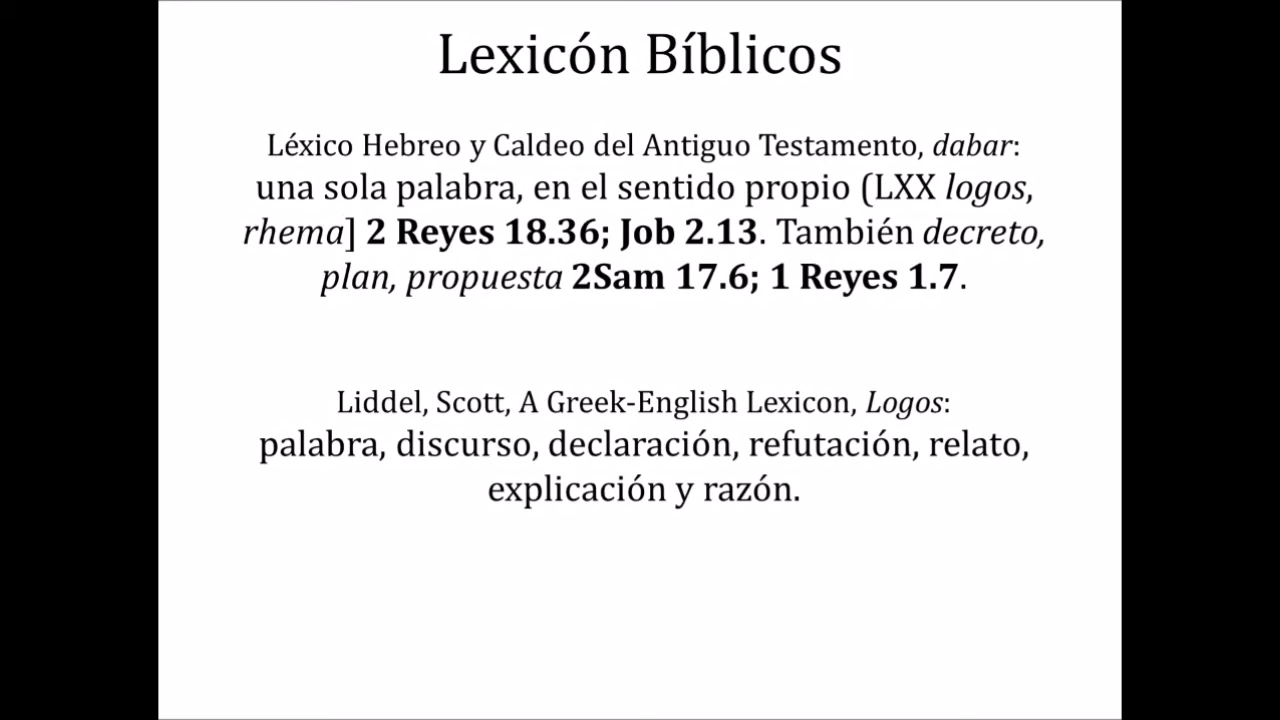 Lexicón Bíblicos
Léxico Hebreo y Caldeo del Antiguo Testamento, dabar:
una sola palabra, en el sentido propio (LXX logos,
rhema] 2 Reyes 18.36; Job 2.13. También decreto,
plan, propuesta 2Sam 17.6; 1 Reyes 1.7.
Liddel, Scott, A Greek-English Lexicon, Logos:
palabra, discurso, declaración, refutación, relato,
explicación y razón.